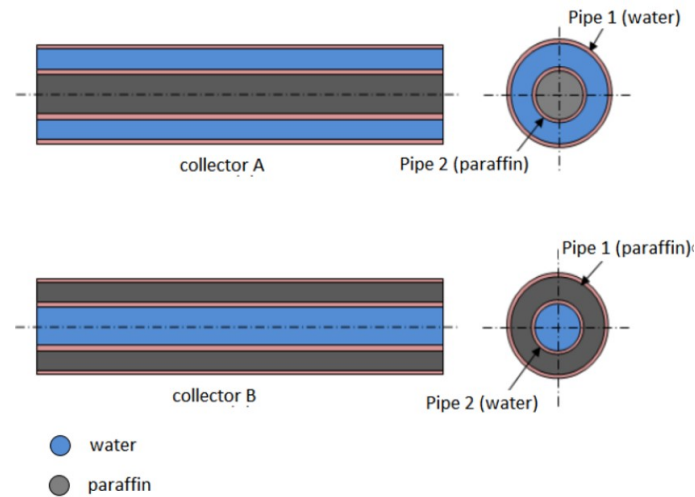 Pipe 1 (water)
collector A
Pipe 2 (paraffin)
Pipe 1 (paraffin)
collector B
Pipe 2 (water)
water
paraffin